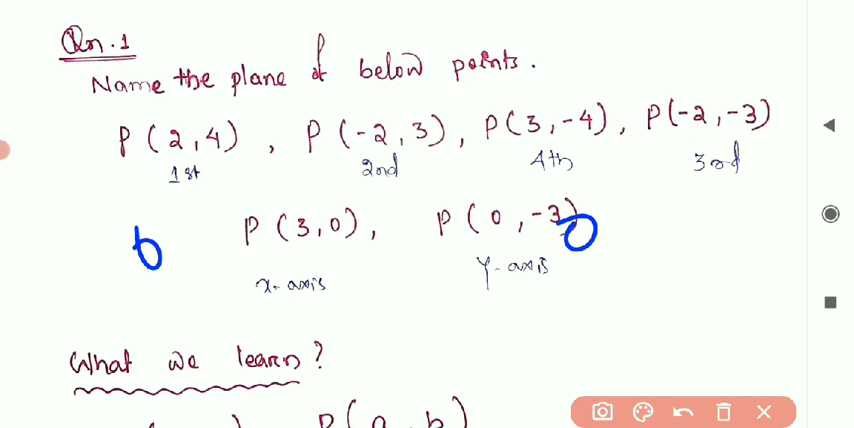 Qn.1
Name the plane of below points.
P(2,4), P(-2,3), P(3,-4), P(-2,-3)
1st 2nd 4th 3rd
P(3,0), P(0,-3)
x-axis Y-axis
What we learn?
P(a,b)